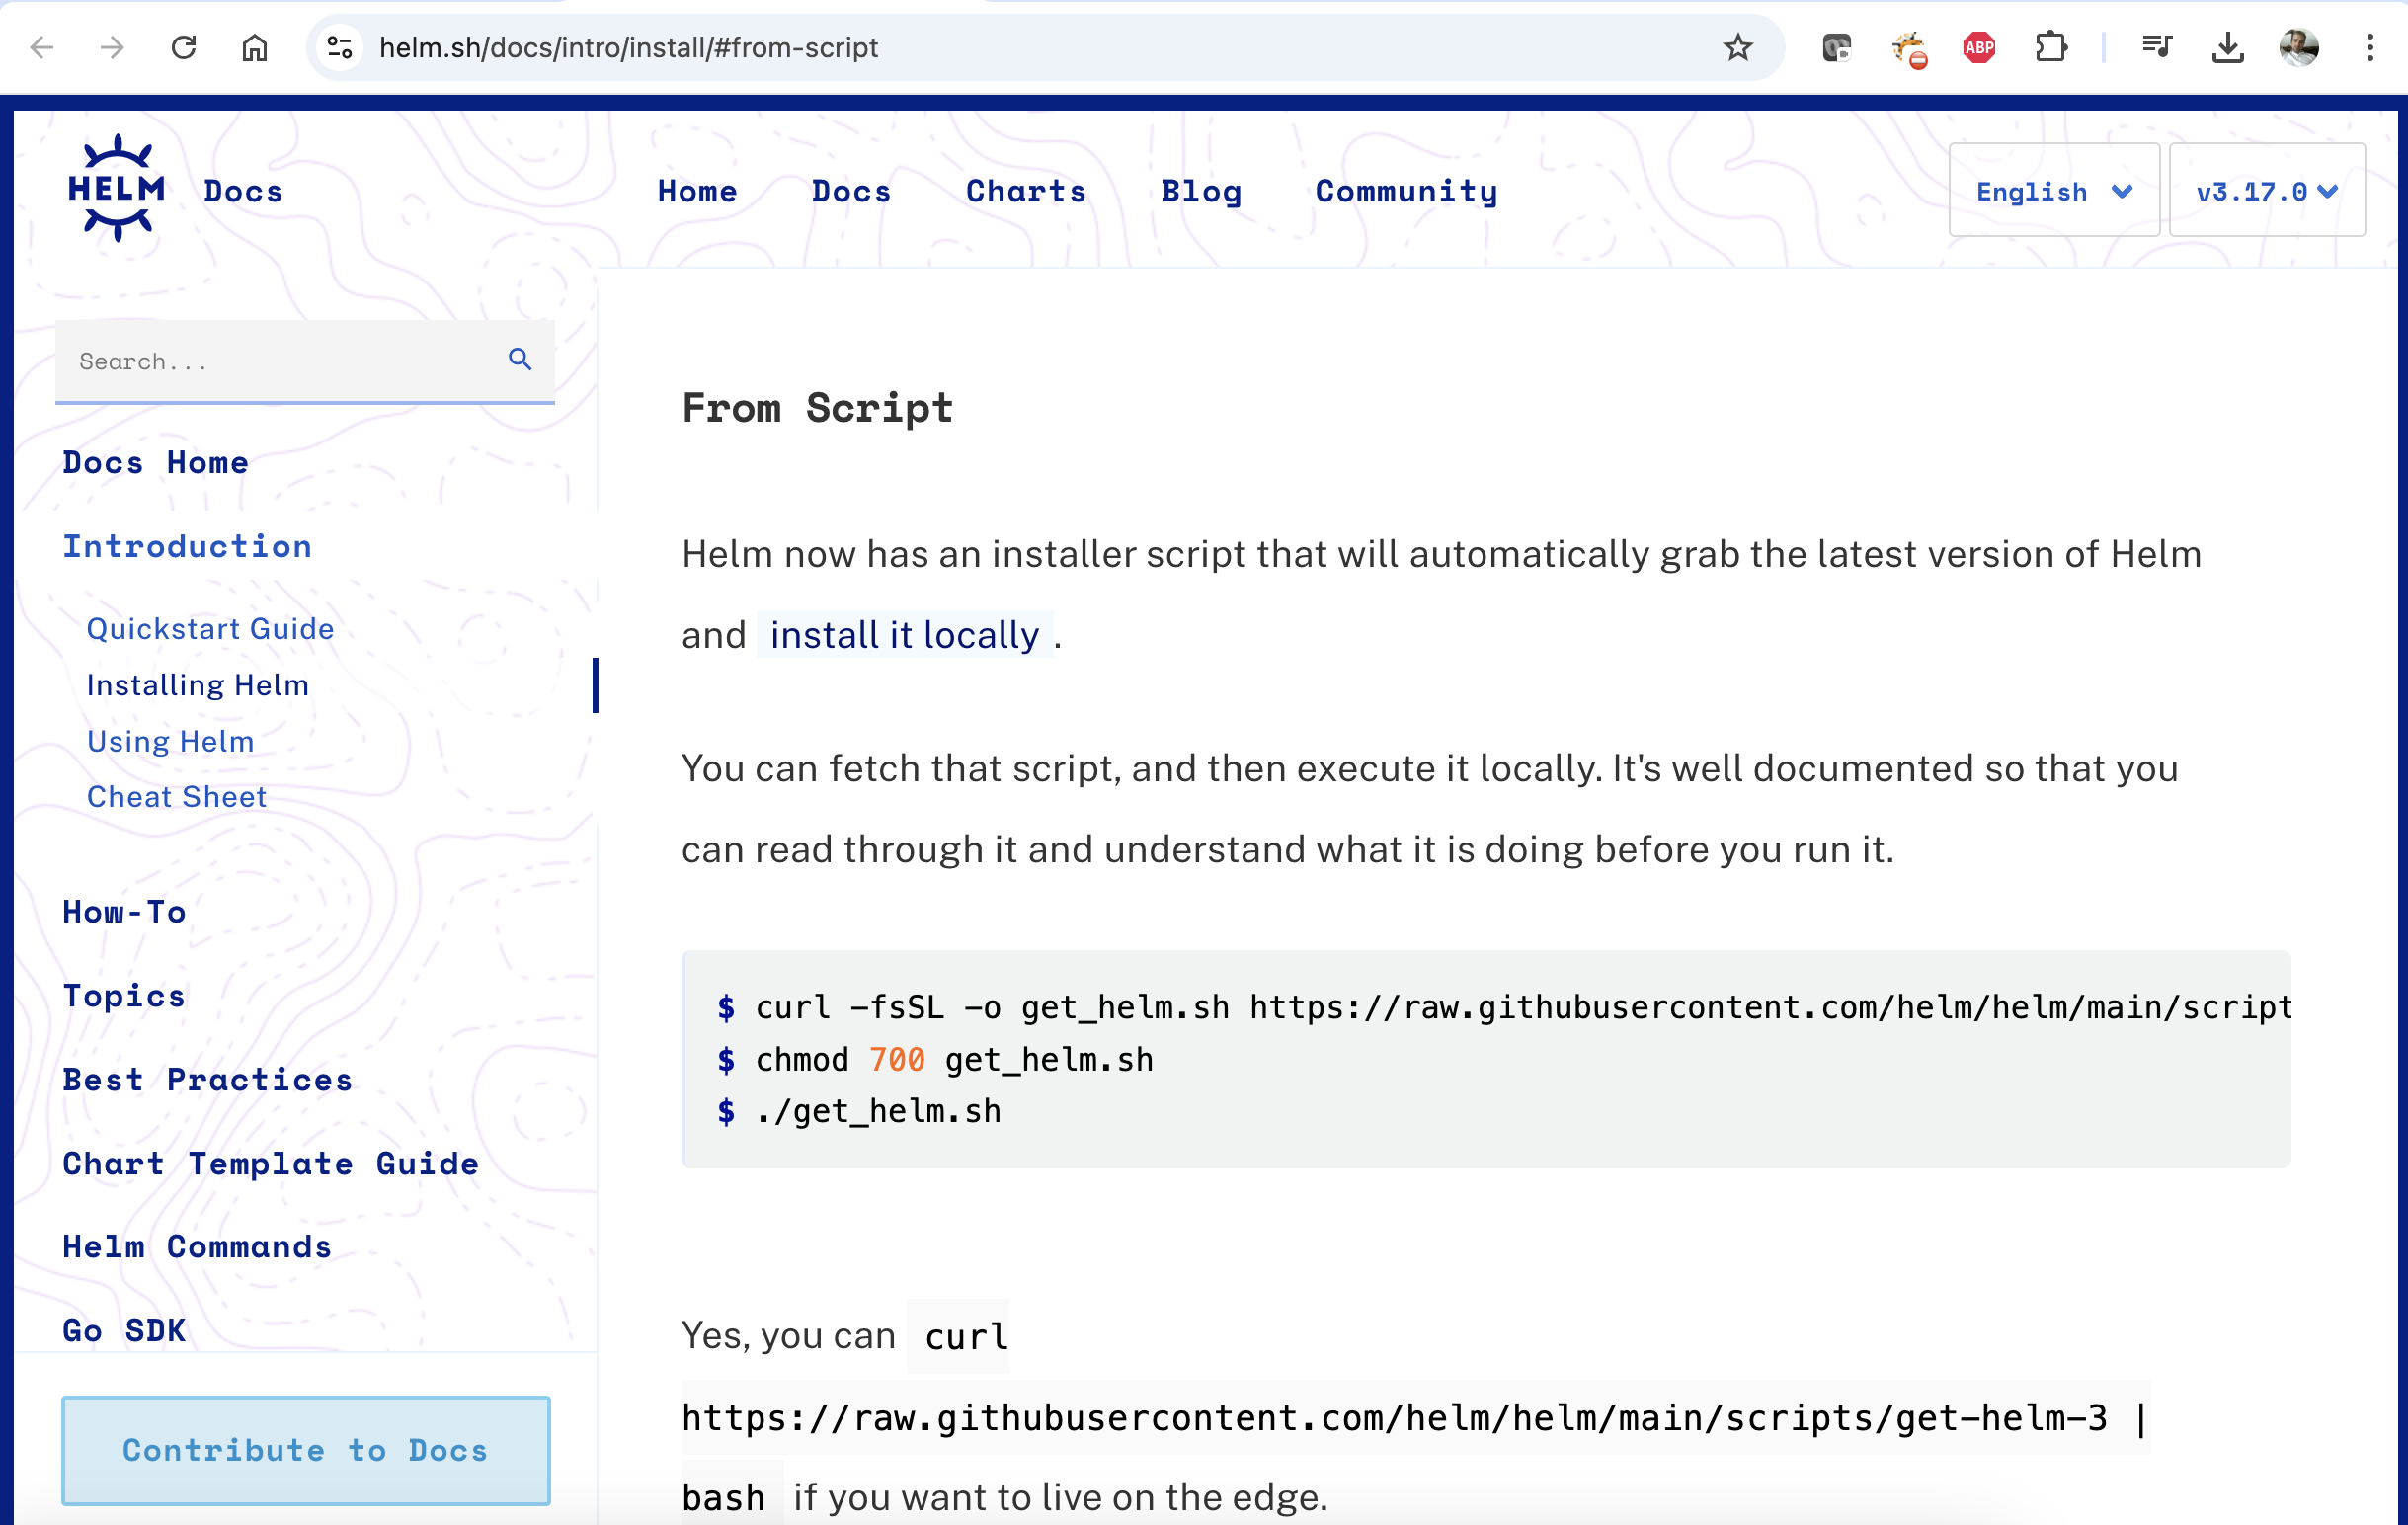 helm.sh/docs/intro/install/#from-script
ABP
HELM
Docs
Home
Docs
Charts
Blog
Community
English
v3.17.0
Search...
Docs Home
Introduction
Quickstart Guide
Installing Helm
Using Helm
Cheat Sheet
How-To
Topics
Best Practices
Chart Template Guide
Helm Commands
Go SDK
Contribute to Docs
From Script
Helm now has an installer script that will automatically grab the latest version of Helm
and install it locally.
You can fetch that script, and then execute it locally. It's well documented so that you
can read through it and understand what it is doing before you run it.
$ curl -fsSL -o get_helm.sh https://raw.githubusercontent.com/helm/helm/main/script
$ chmod 700 get_helm.sh
$ ./get_helm.sh
Yes, you can curl
https://raw.githubusercontent.com/helm/helm/main/scripts/get-helm-3 |
bash if you want to live on the edge.